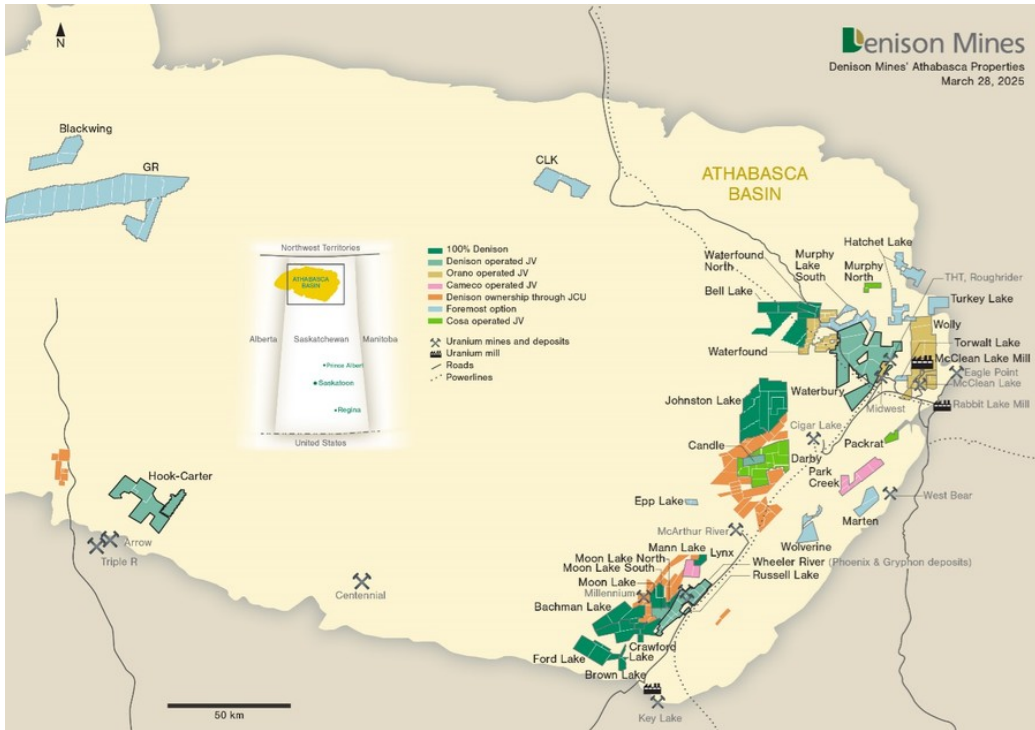 N
Denison Mines
Denison Mines' Athabasca Properties
March 28, 2025
Blackwing
GR
CLK
ATHABASCA
BASIN
Northwest Territories
ATHABASCA
BASIN
Alberta
Saskatchewan
Manitoba
Prince Albert
Saskatoon
Regina
United States
100% Denison
Denison operated JV
Orano operated JV
Cameco operated JV
Denison ownership through JCU
Foremost option
Cosa operated JV
Uranium mines and deposits
Uranium mill
Roads
Powerlines
Hatchet Lake
Waterfound
North
Murphy
Lake
South
Murphy
North
THT, Roughrider
Bell Lake
Turkey Lake
Wolly
Torwalt Lake
Waterfound
McClean Lake Mill
Eagle Point
McClean Lake
Waterbury
Johnston Lake
Midwest
Rabbit Lake Mill
Cigar Lake
Candle
Packrat
Darby
Park
Creek
Hook-Carter
Epp Lake
West Bear
Marten
McArthur River
Wolverine
Arrow
Triple R
Mann Lake
Lynx
Moon Lake North
Moon Lake South
Wheeler River (Phoenix & Gryphon deposits)
Russell Lake
Moon Lake
Millennium
Centennial
Bachman Lake
Crawford
Lake
Ford Lake
Brown Lake
50 km
Key Lake